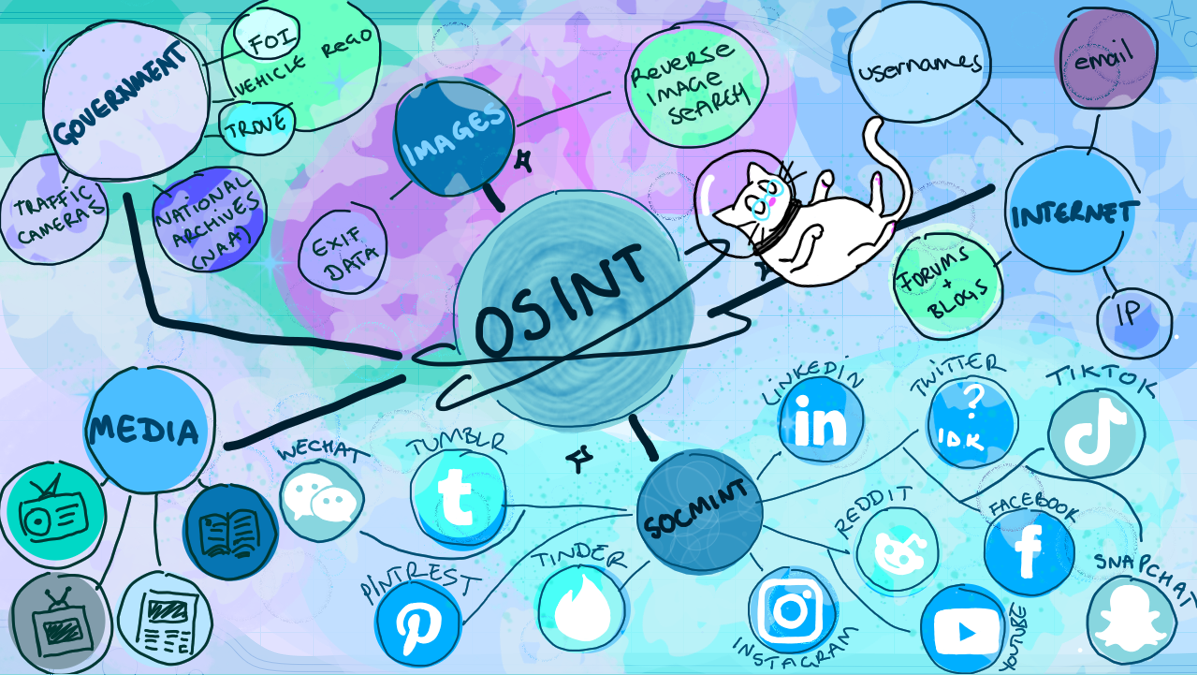 GOVERNMENT
FOI
VEHICLE REGO
TROVE
TRAFFIC
CAMERAS
NATIONAL
ARCHIVES
(NAA)
IMAGES
EXIF
DATA
REVERSE
IMAGE
SEARCH
usernames
email
INTERNET
FORUMS
+
BLOGS
IP
OSINT
MEDIA
SOCMINT
WECHAT
TUMBLR
t
PINTREST
P
TINDER
INSTAGRAM
LINKEDIN
in
TWITTER
?
IDK
TIKTOK
REDDIT
FACEBOOK
f
YOUTUBE
SNAPCHAT